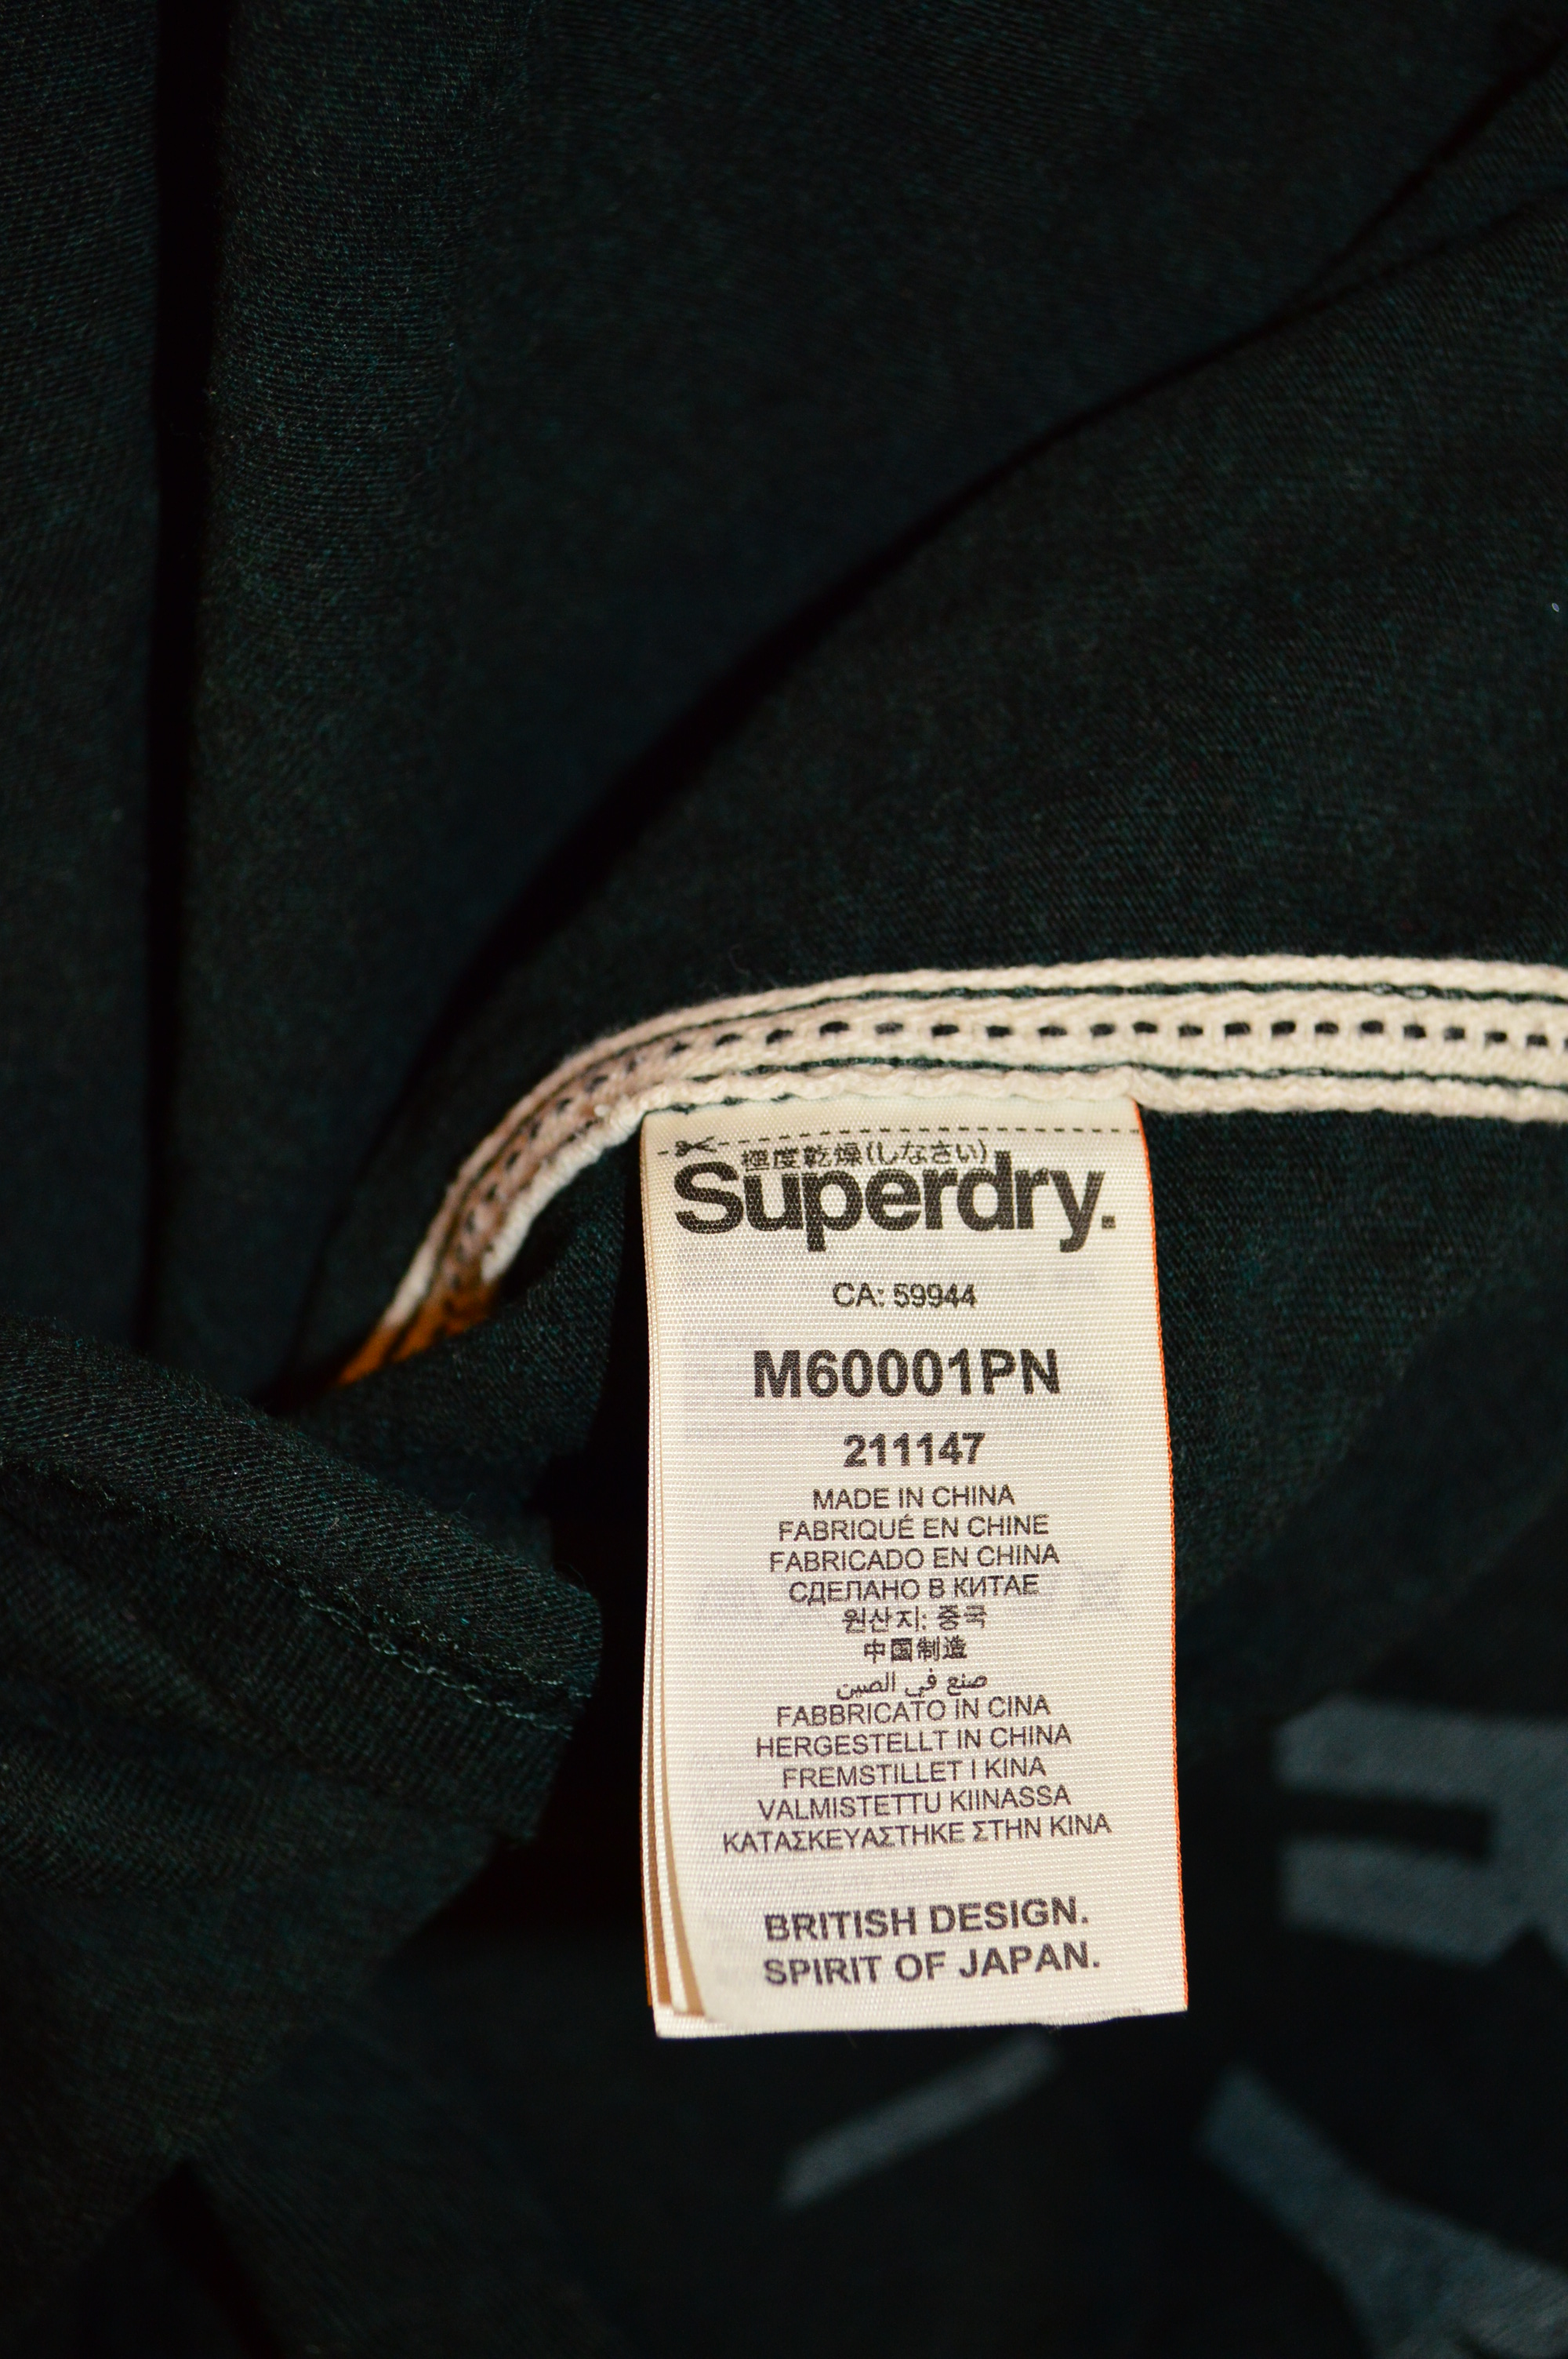 極度乾燥(しなさい)
Superdry.
CA: 59944
M60001PN
211147
MADE IN CHINA
FABRIQUÉ EN CHINE
FABRICADO EN CHINA
СДЕЛАНО В КИТАЕ
원산지: 중국
中国制造
صنع في الصين
FABBRICATO IN CINA
HERGESTELLT IN CHINA
FREMSTILLET I KINA
VALMISTETTU KIINASSA
ΚΑΤΑΣΚΕΥΑΣΤΗΚΕ ΣΤΗΝ ΚΙΝΑ
BRITISH DESIGN.
SPIRIT OF JAPAN.